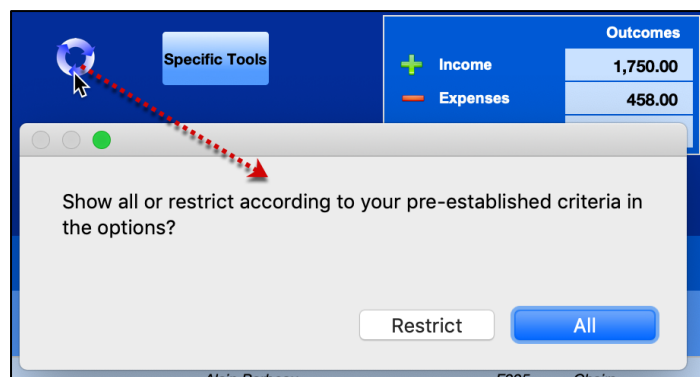 Outcomes
Specific Tools
Income 1,750.00
Expenses 458.00
Show all or restrict according to your pre-established criteria in
the options?
Restrict All